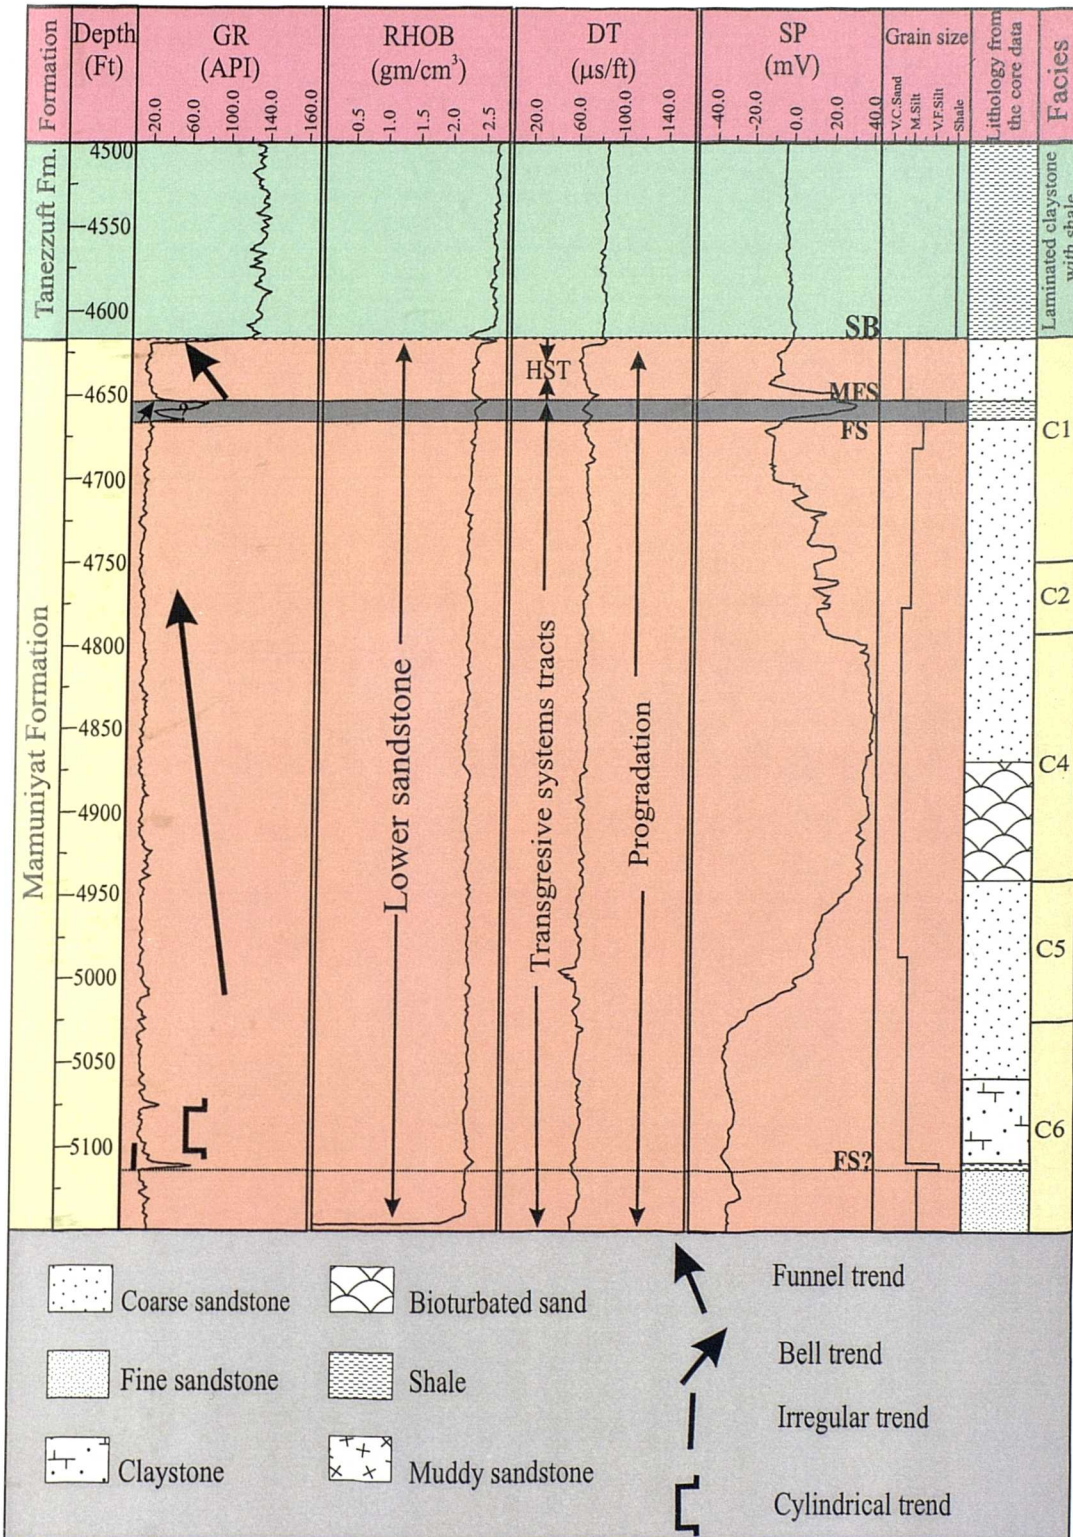 Formation
Depth
(Ft)
GR
(API)
20.0
60.0
100.0
140.0
160.0
RHOB
(gm/cm³)
0.5
1.0
1.5
2.0
2.5
DT
(μs/ft)
20.0
60.0
100.0
140.0
SP
(mV)
-40.0
-20.0
0.0
20.0
40.0
Grain size
V.C.Sand
M.Silt
V.F.Silt
Shale
Lithology from
the core data
Facies
Tanezzuft Fm.
4500
4550
4600
SB
Laminated claystone
with shale
Mamuniyat Formation
4650
4700
4750
4800
4850
4900
4950
5000
5050
5100
Lower sandstone
HST
Transgresive systems tracts
Progradation
MFS
FS
FS?
C1
C2
C4
C5
C6
Coarse sandstone
Bioturbated sand
Funnel trend
Fine sandstone
Shale
Bell trend
Irregular trend
Claystone
Muddy sandstone
Cylindrical trend